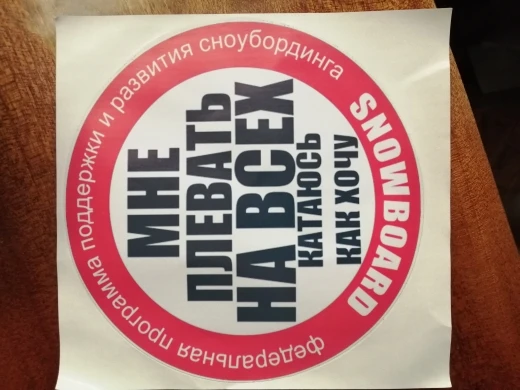 федеральная программа поддержки и развития сноубординга
МНЕ
ПЛЕВАТЬ
НА ВСЕХ
КАТАЮСЬ
КАК ХОЧУ
SNOWBOARD